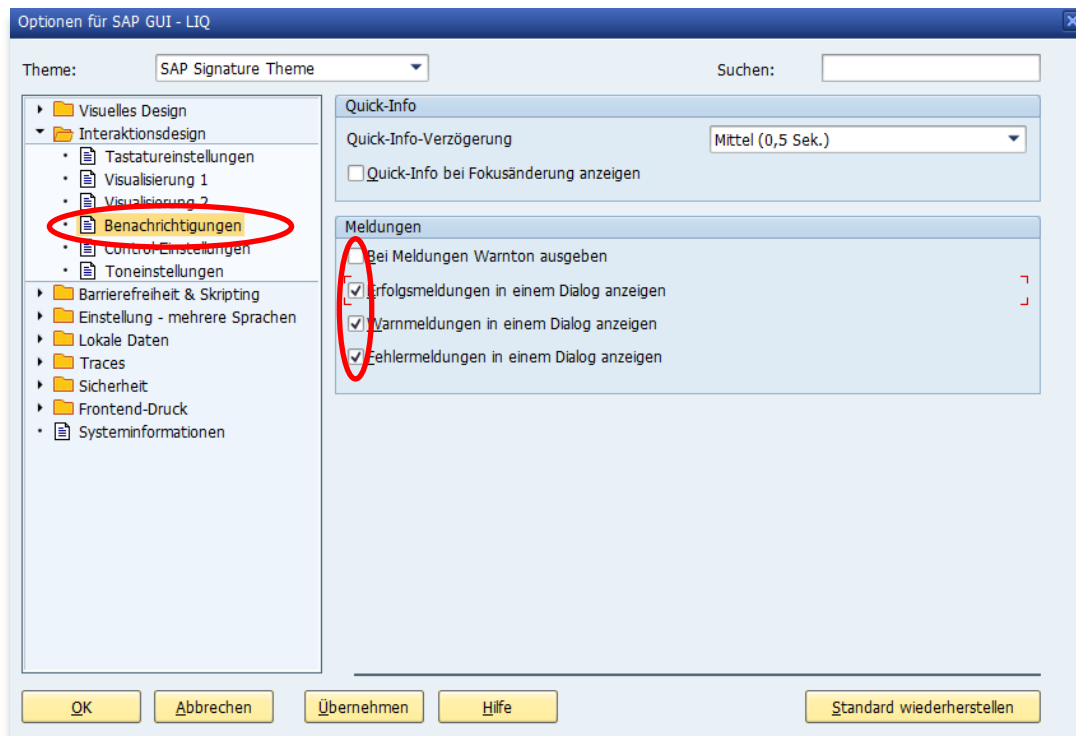 Optionen für SAP GUI - LIQ
Theme:
SAP Signature Theme
Suchen:
Visuelles Design
Interaktionsdesign
Tastatureinstellungen
Visualisierung 1
Visualisierung 2
Benachrichtigungen
Control-Einstellungen
Toneinstellungen
Barrierefreiheit & Skripting
Einstellung - mehrere Sprachen
Lokale Daten
Traces
Sicherheit
Frontend-Druck
Systeminformationen
Quick-Info
Quick-Info-Verzögerung
Mittel (0,5 Sek.)
Quick-Info bei Fokusänderung anzeigen
Meldungen
Bei Meldungen Warnton ausgeben
Erfolgsmeldungen in einem Dialog anzeigen
Warnmeldungen in einem Dialog anzeigen
Fehlermeldungen in einem Dialog anzeigen
OK
Abbrechen
Übernehmen
Hilfe
Standard wiederherstellen